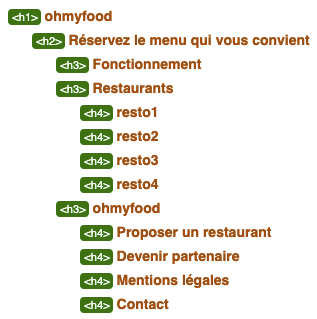 <h1> ohmyfood
<h2> Réservez le menu qui vous convient
<h3> Fonctionnement
<h3> Restaurants
<h4> resto1
<h4> resto2
<h4> resto3
<h4> resto4
<h3> ohmyfood
<h4> Proposer un restaurant
<h4> Devenir partenaire
<h4> Mentions légales
<h4> Contact